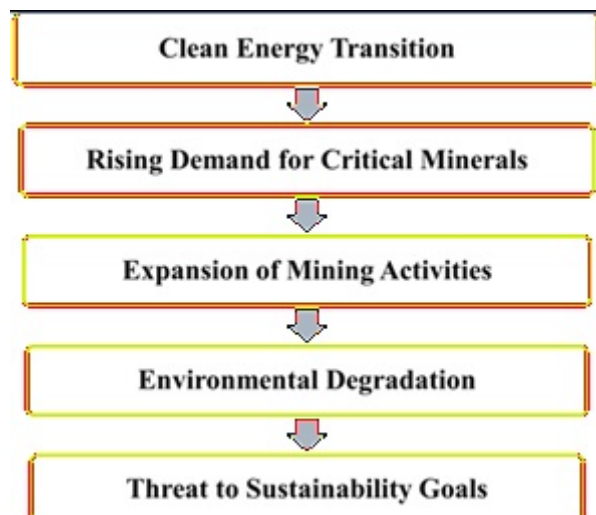 Clean Energy Transition
Rising Demand for Critical Minerals
Expansion of Mining Activities
Environmental Degradation
Threat to Sustainability Goals